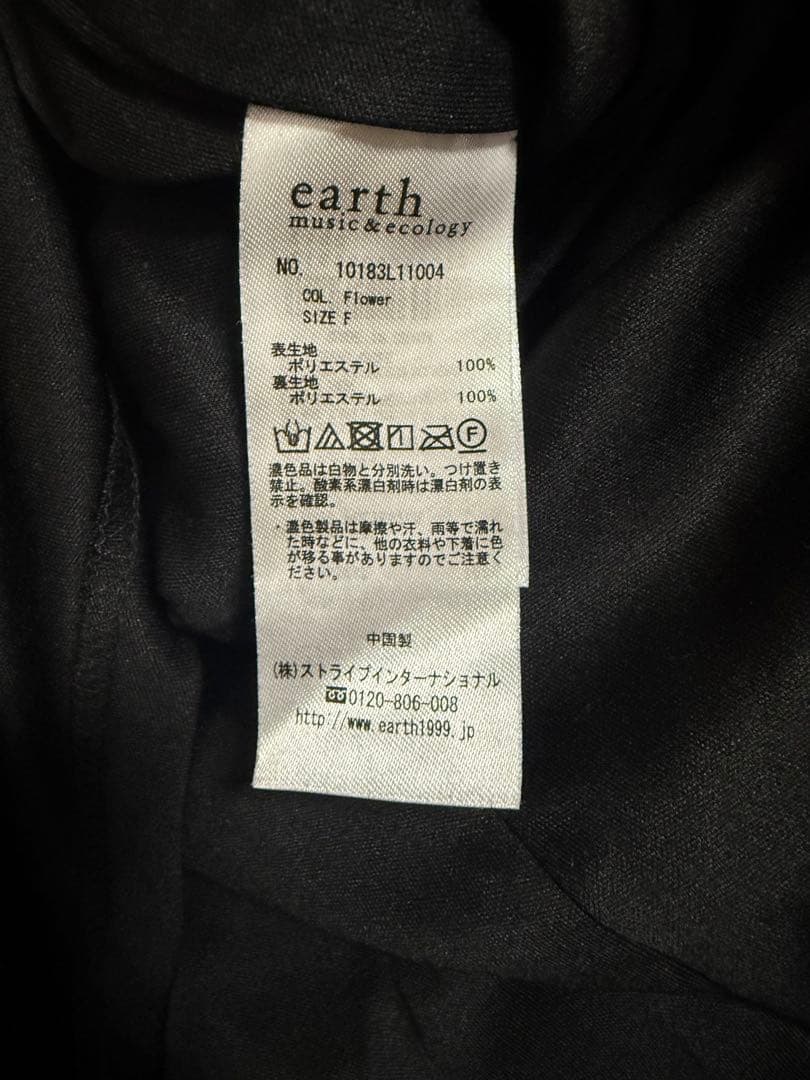 earth
music&ecology
NO. 10183L11004
COL. Flower
SIZE F
表生地
ポリエステル 100%
裏生地
ポリエステル 100%
F
濃色品は白物と分別洗い。つけ置き
禁止。酸素系漂白剤時は漂白剤の表
示を確認。
・濃色製品は摩擦や汗、雨等で濡れ
た時などに、他の衣料や下着に色
が移る事がありますのでご注意く
ださい。
中国製
(株)ストライプインターナショナル
0120-806-008
http://www.earth1999.jp